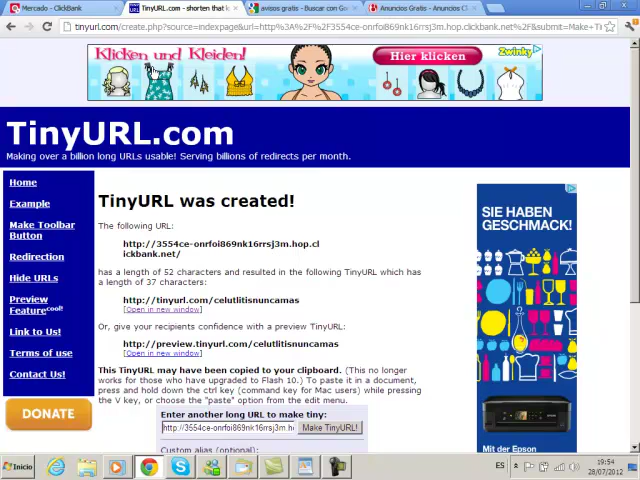 Mercado - ClickBank
TinyURL.com - shorten that l
avisos gratis - Buscar con Go
Anuncios Gratis - Anuncios Cl
tinyurl.com/create.php?source=indexpage&url=http%3A%2F%2F3554ce-onrfoi869nk16rrsj3m.hop.clickbank.net%2F&submit=Make+Ti
Klicken und Kleiden!
Hier klicken
Zwinky
TinyURL.com
Making over a billion long URLs usable! Serving billions of redirects per month.
Home
Example
Make Toolbar
Button
Redirection
Hide URLs
Preview
Feature cool!
Link to Us!
Terms of use
Contact Us!
DONATE
TinyURL was created!
The following URL:
http://3554ce-onrfoi869nk16rrsj3m.hop.cl
ickbank.net/
has a length of 52 characters and resulted in the following TinyURL which has
a length of 37 characters:
http://tinyurl.com/celutlitisnuncamas
[Open in new window]
Or, give your recipients confidence with a preview TinyURL:
http://preview.tinyurl.com/celutlitisnuncamas
[Open in new window]
This TinyURL may have been copied to your clipboard. (This no longer
works for those who have upgraded to Flash 10.) To paste it in a document,
press and hold down the ctrl key (command key for Mac users) while pressing
the V key, or choose the "paste" option from the edit menu.
Enter another long URL to make tiny:
http://3554ce-onrfoi869nk16rrsj3m.h
Make TinyURL!
Custom alias (optional):
SIE HABEN
GESCHMACK!
Mit der Epson
Inicio
ES
19:54
28/07/2012